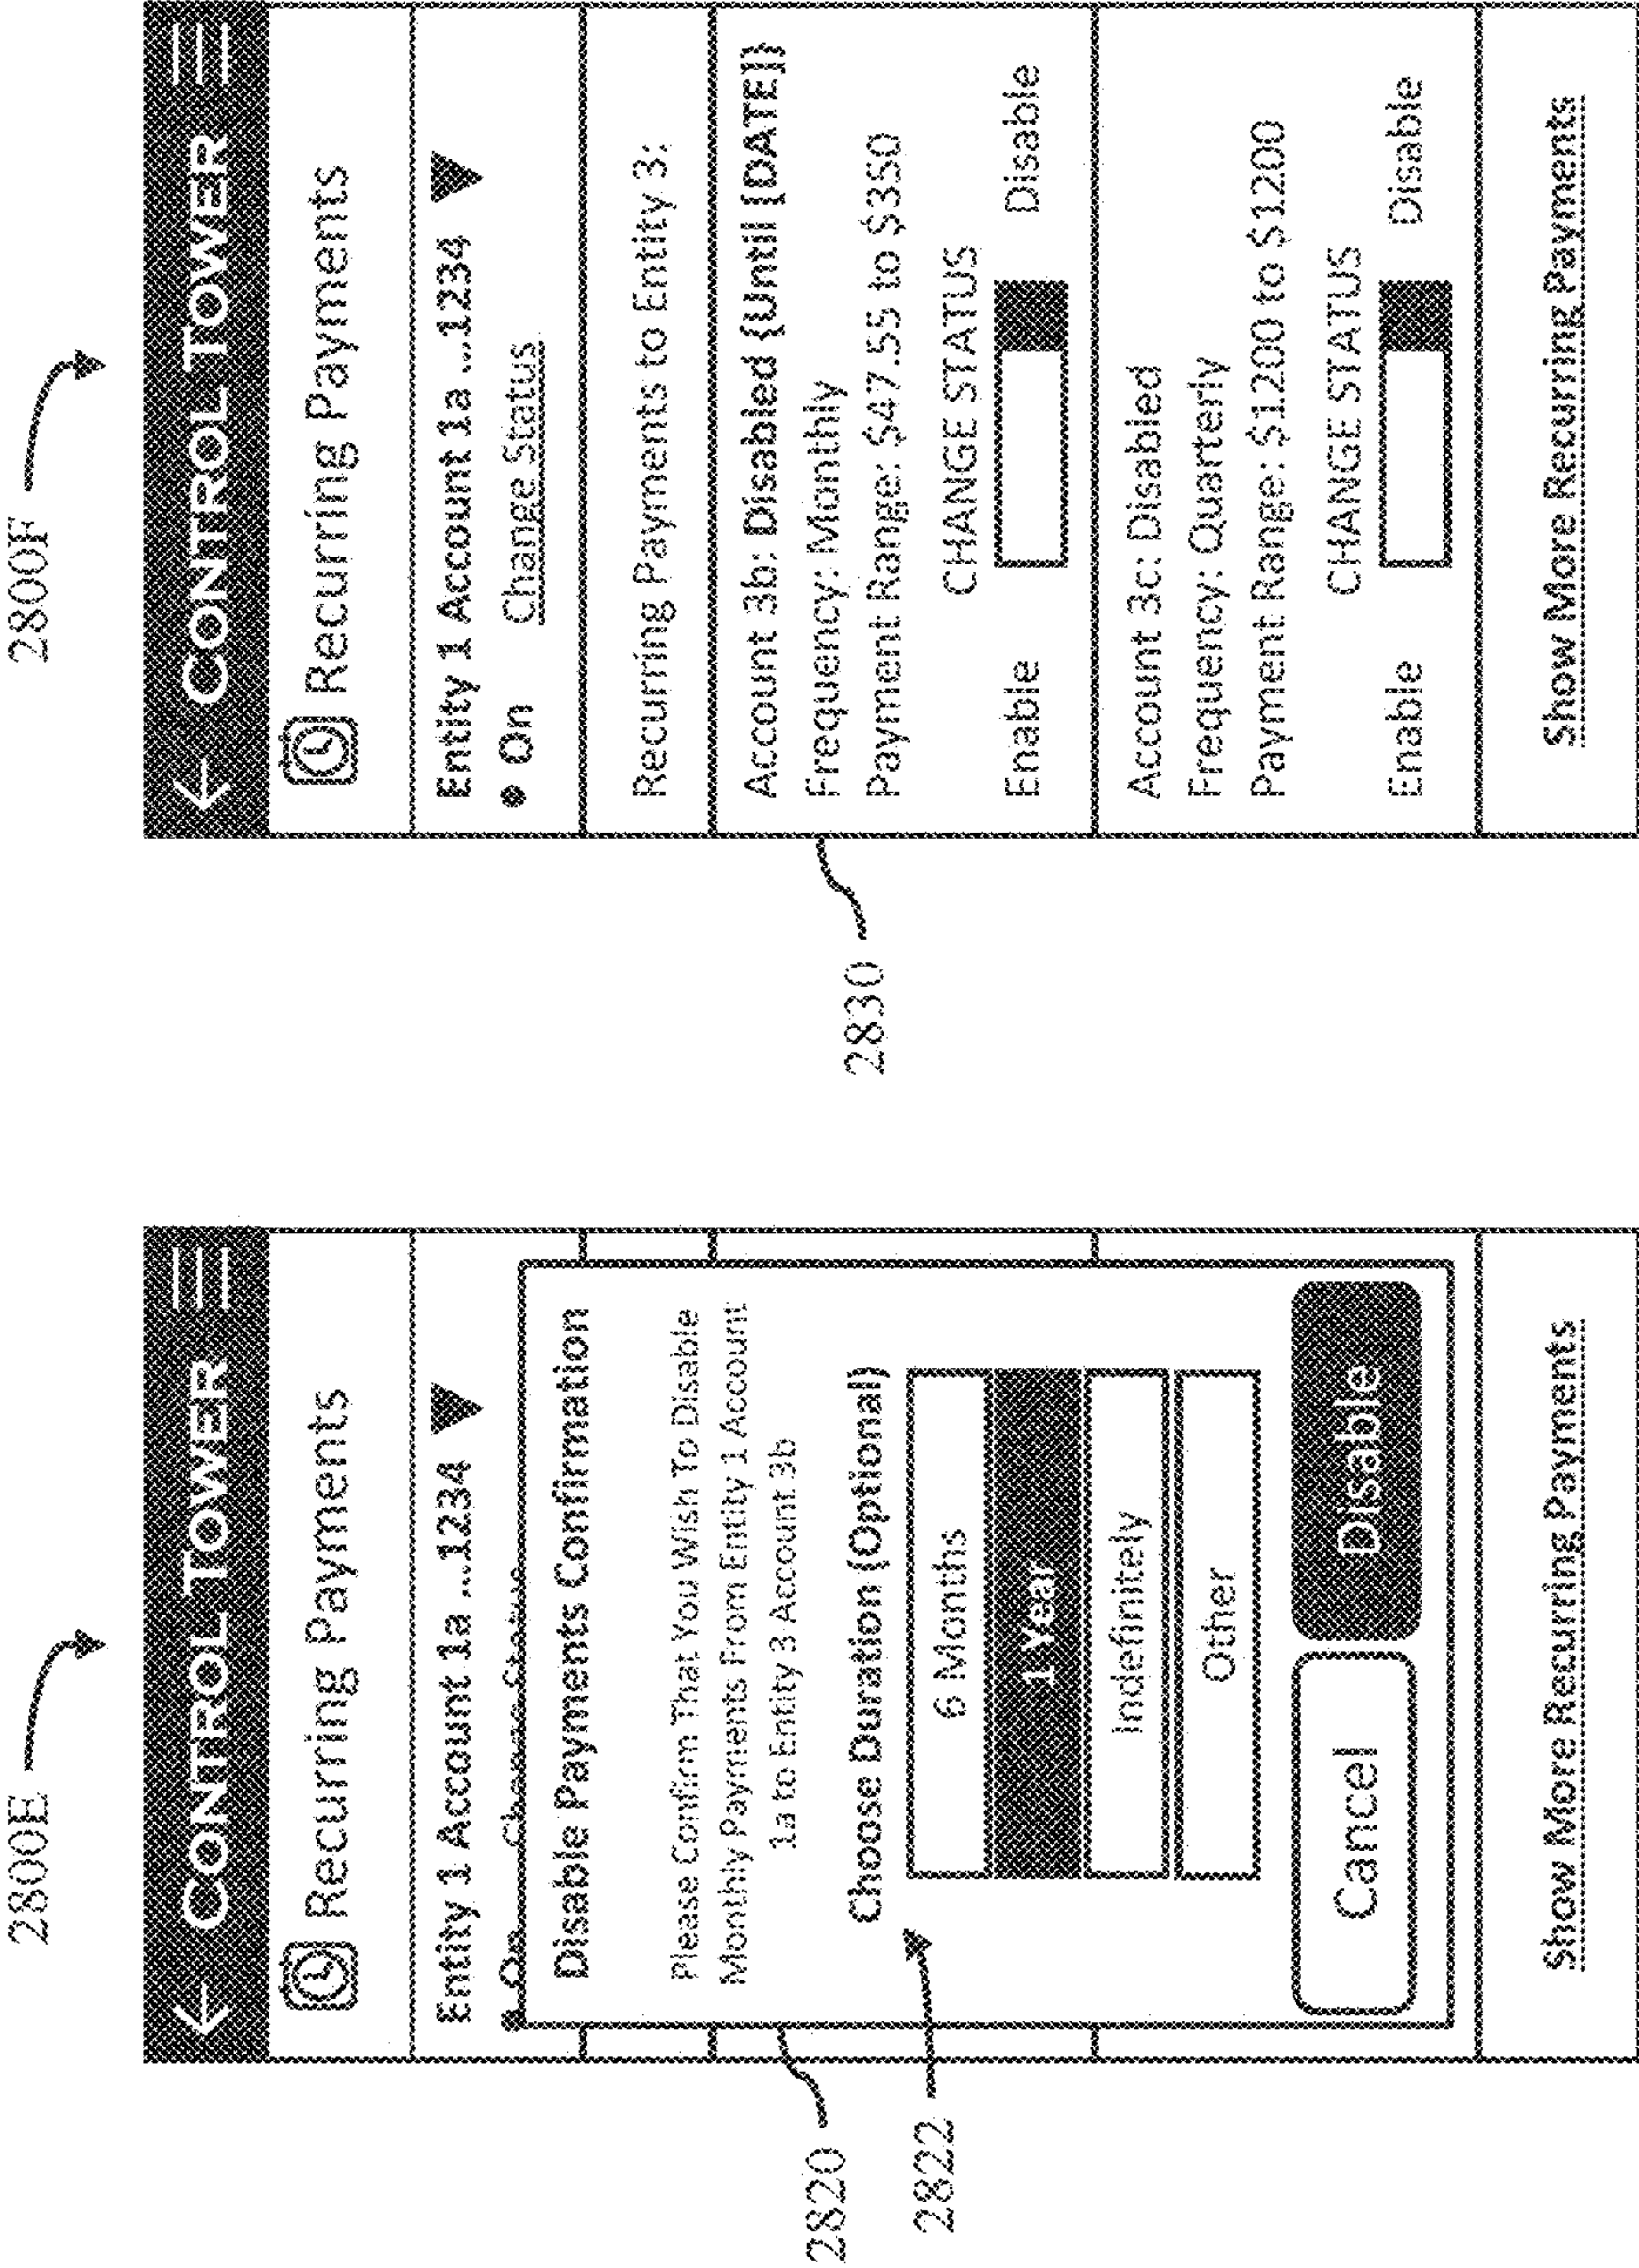 2800E
← CONTROL TOWER
Recurring Payments
Entity 1 Account 1a ...1234 ▼
• On Change Status
Disable Payments Confirmation
Please Confirm That You Wish To Disable
Monthly Payments From Entity 1 Account
1a to Entity 3 Account 3b
Choose Duration (Optional)
6 Months
1 Year
Indefinitely
Other
Cancel Disable
Show More Recurring Payments
2820
2822
2800F
← CONTROL TOWER
Recurring Payments
Entity 1 Account 1a ...1234 ▼
• On Change Status
Recurring Payments to Entity 3:
Account 3b: Disabled {Until [DATE]}
Frequency: Monthly
Payment Range: $47.55 to $350
CHANGE STATUS
Enable Disable
Account 3c: Disabled
Frequency: Quarterly
Payment Range: $1200 to $1200
CHANGE STATUS
Enable Disable
Show More Recurring Payments
2830